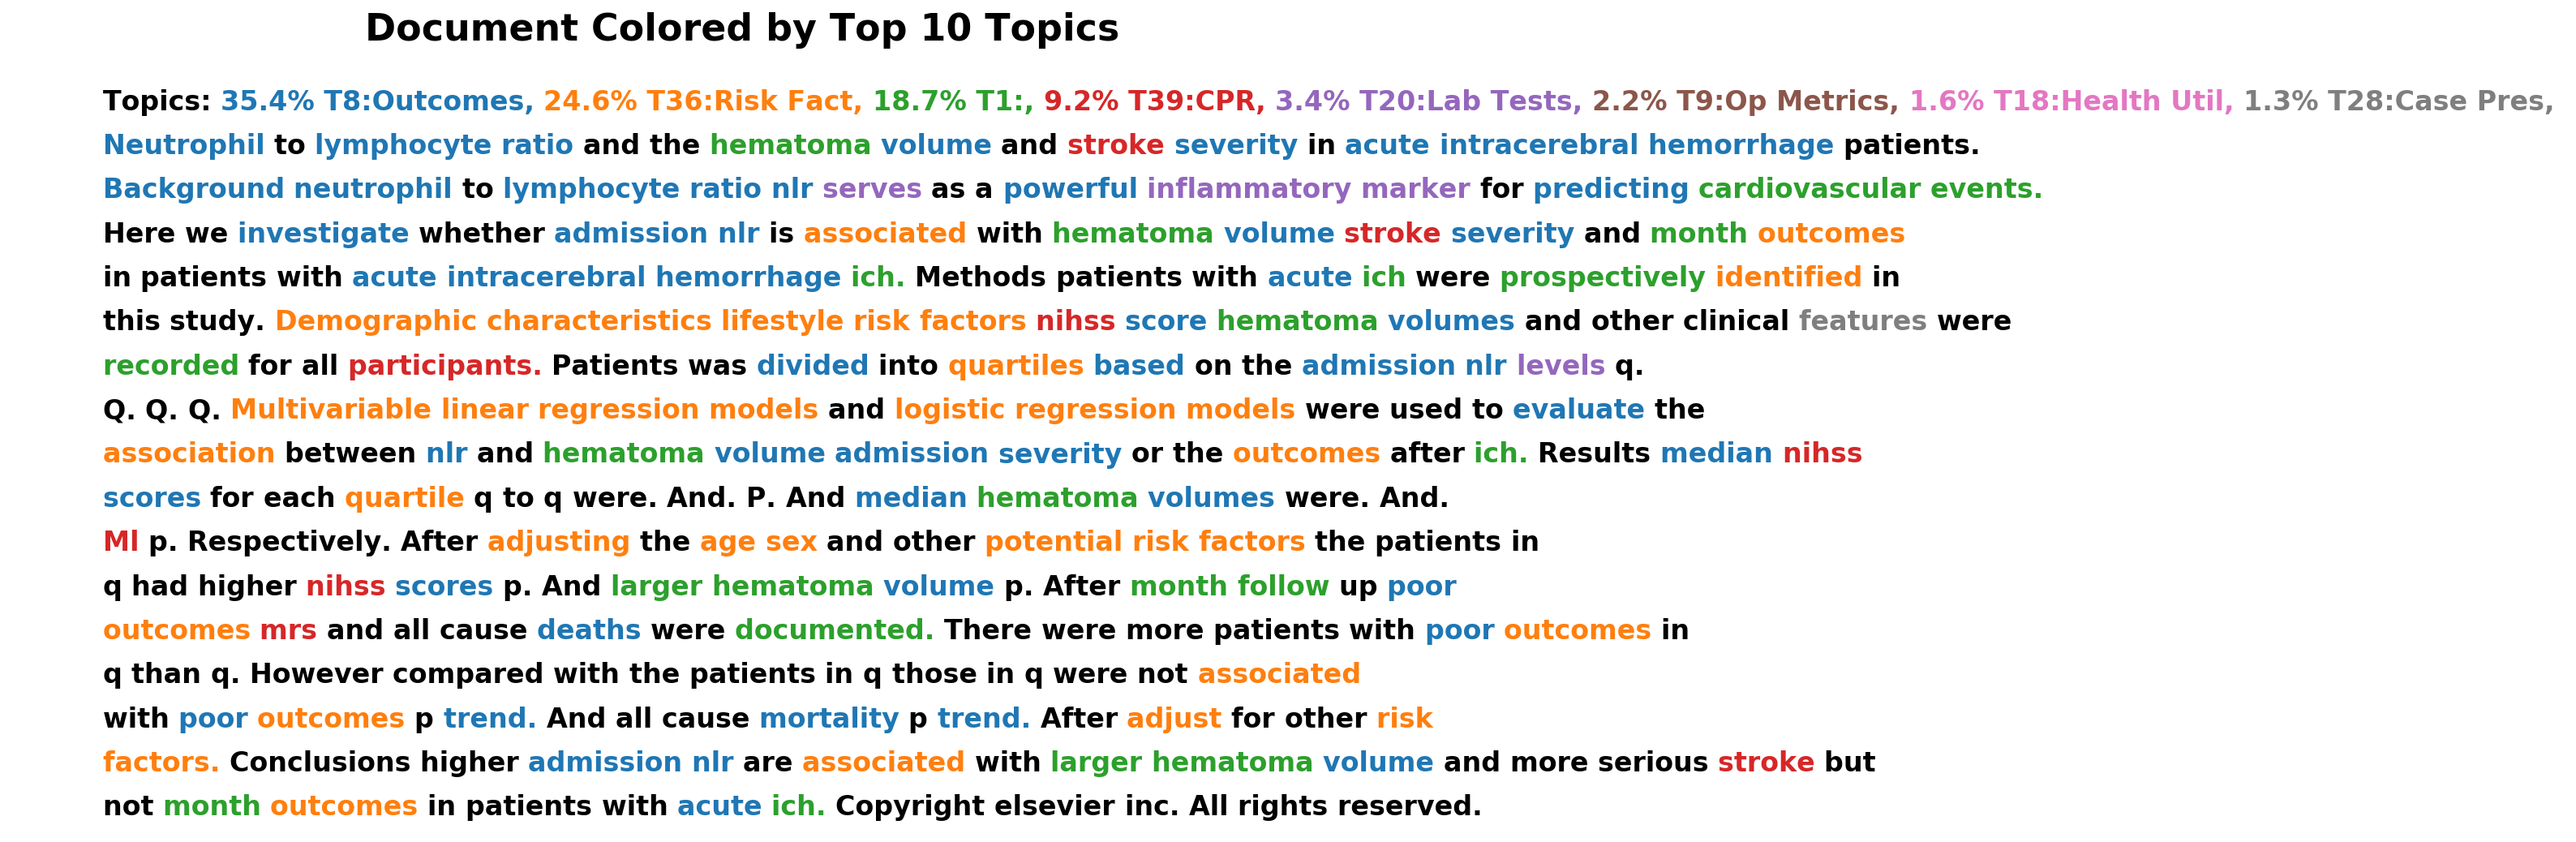 Document Colored by Top 10 Topics
Topics: 35.4% T8:Outcomes, 24.6% T36:Risk Fact, 18.7% T1:, 9.2% T39:CPR, 3.4% T20:Lab Tests, 2.2% T9:Op Metrics, 1.6% T18:Health Util, 1.3% T28:Case Pres,
Neutrophil to lymphocyte ratio and the hematoma volume and stroke severity in acute intracerebral hemorrhage patients.
Background neutrophil to lymphocyte ratio nlr serves as a powerful inflammatory marker for predicting cardiovascular events.
Here we investigate whether admission nlr is associated with hematoma volume stroke severity and month outcomes
in patients with acute intracerebral hemorrhage ich. Methods patients with acute ich were prospectively identified in
this study. Demographic characteristics lifestyle risk factors nihss score hematoma volumes and other clinical features were
recorded for all participants. Patients was divided into quartiles based on the admission nlr levels q.
Q. Q. Q. Multivariable linear regression models and logistic regression models were used to evaluate the
association between nlr and hematoma volume admission severity or the outcomes after ich. Results median nihss
scores for each quartile q to q were. And. P. And median hematoma volumes were. And.
Ml p. Respectively. After adjusting the age sex and other potential risk factors the patients in
q had higher nihss scores p. And larger hematoma volume p. After month follow up poor
outcomes mrs and all cause deaths were documented. There were more patients with poor outcomes in
q than q. However compared with the patients in q those in q were not associated
with poor outcomes p trend. And all cause mortality p trend. After adjust for other risk
factors. Conclusions higher admission nlr are associated with larger hematoma volume and more serious stroke but
not month outcomes in patients with acute ich. Copyright elsevier inc. All rights reserved.